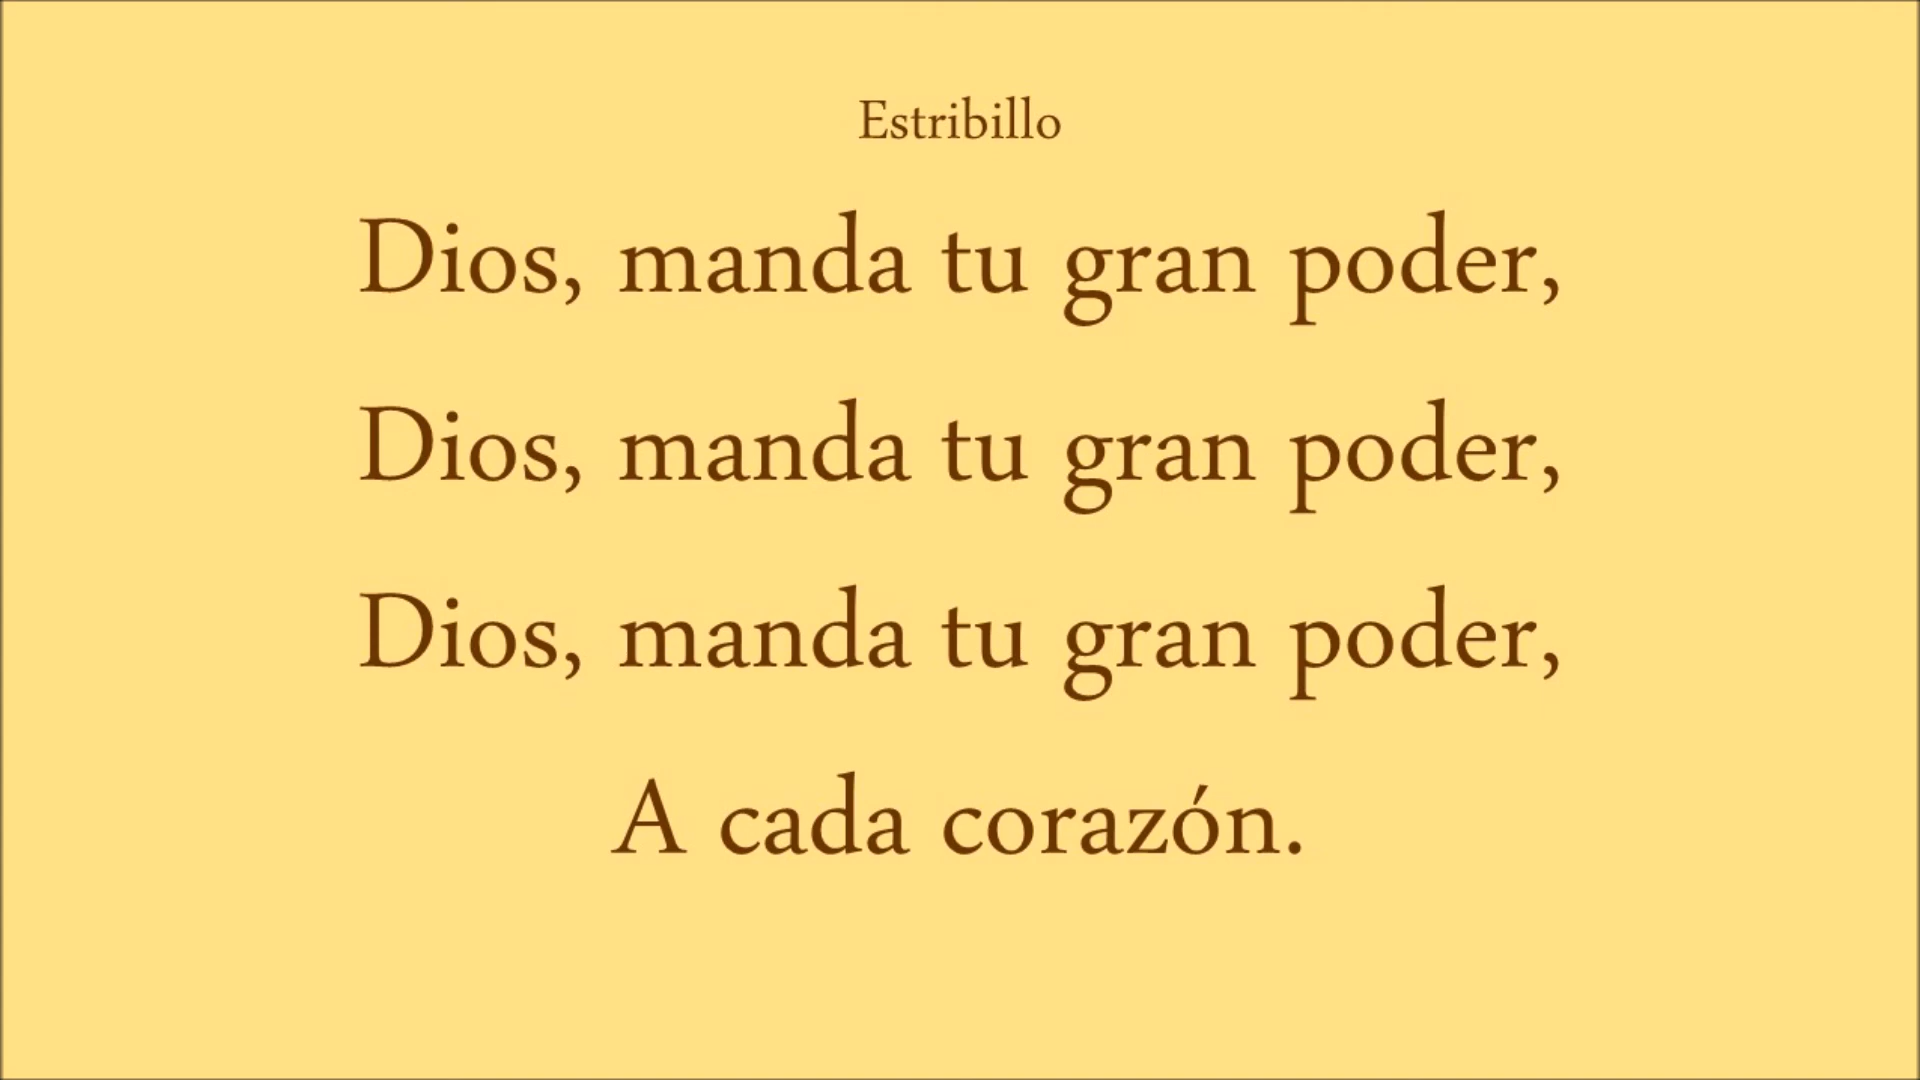 Estribillo
Dios, manda tu gran poder,
Dios, manda tu gran poder,
Dios, manda tu gran poder,
A cada corazón.